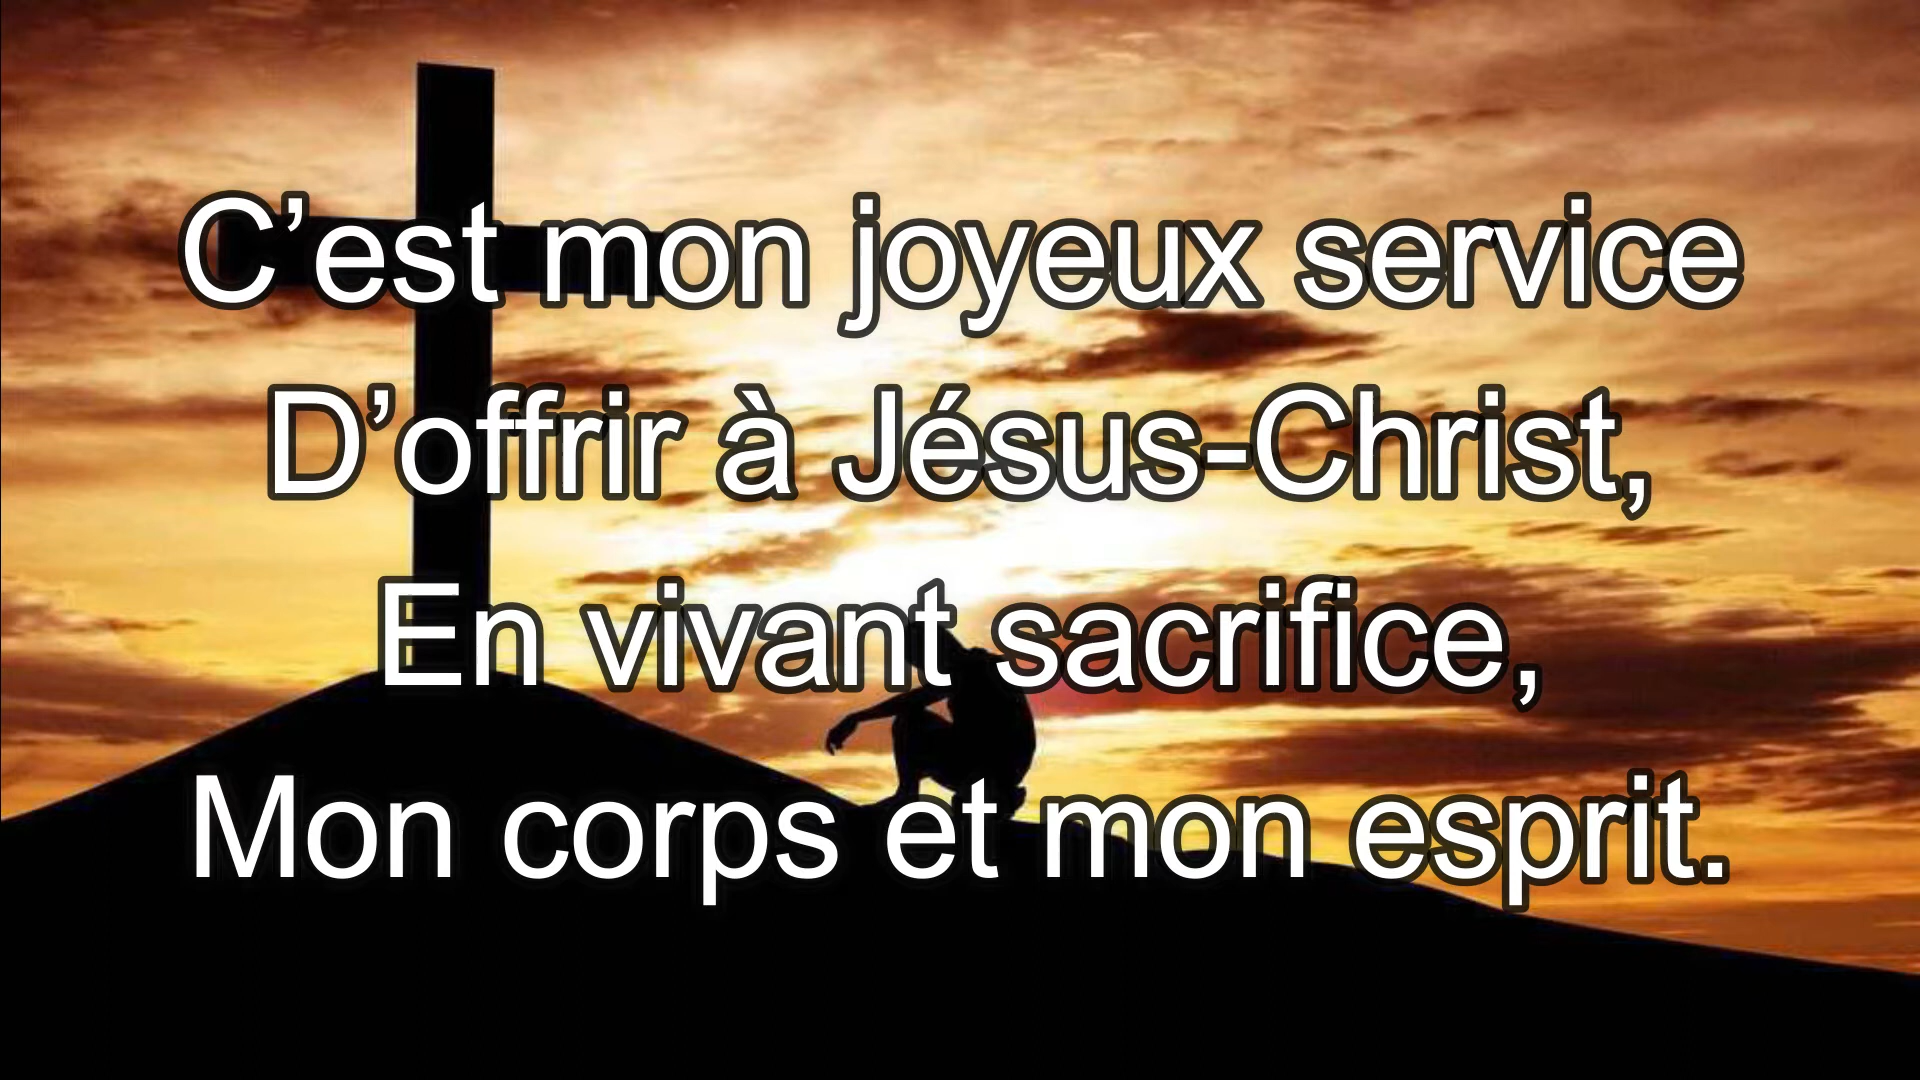 C’est mon joyeux service
D’offrir à Jésus-Christ,
En vivant sacrifice,
Mon corps et mon esprit.